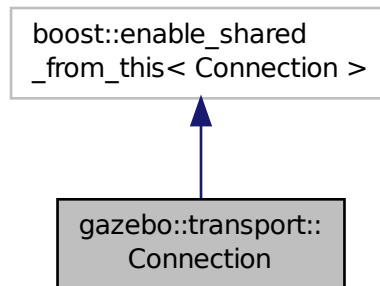 boost::enable_shared
_from_this< Connection >
gazebo::transport::
Connection